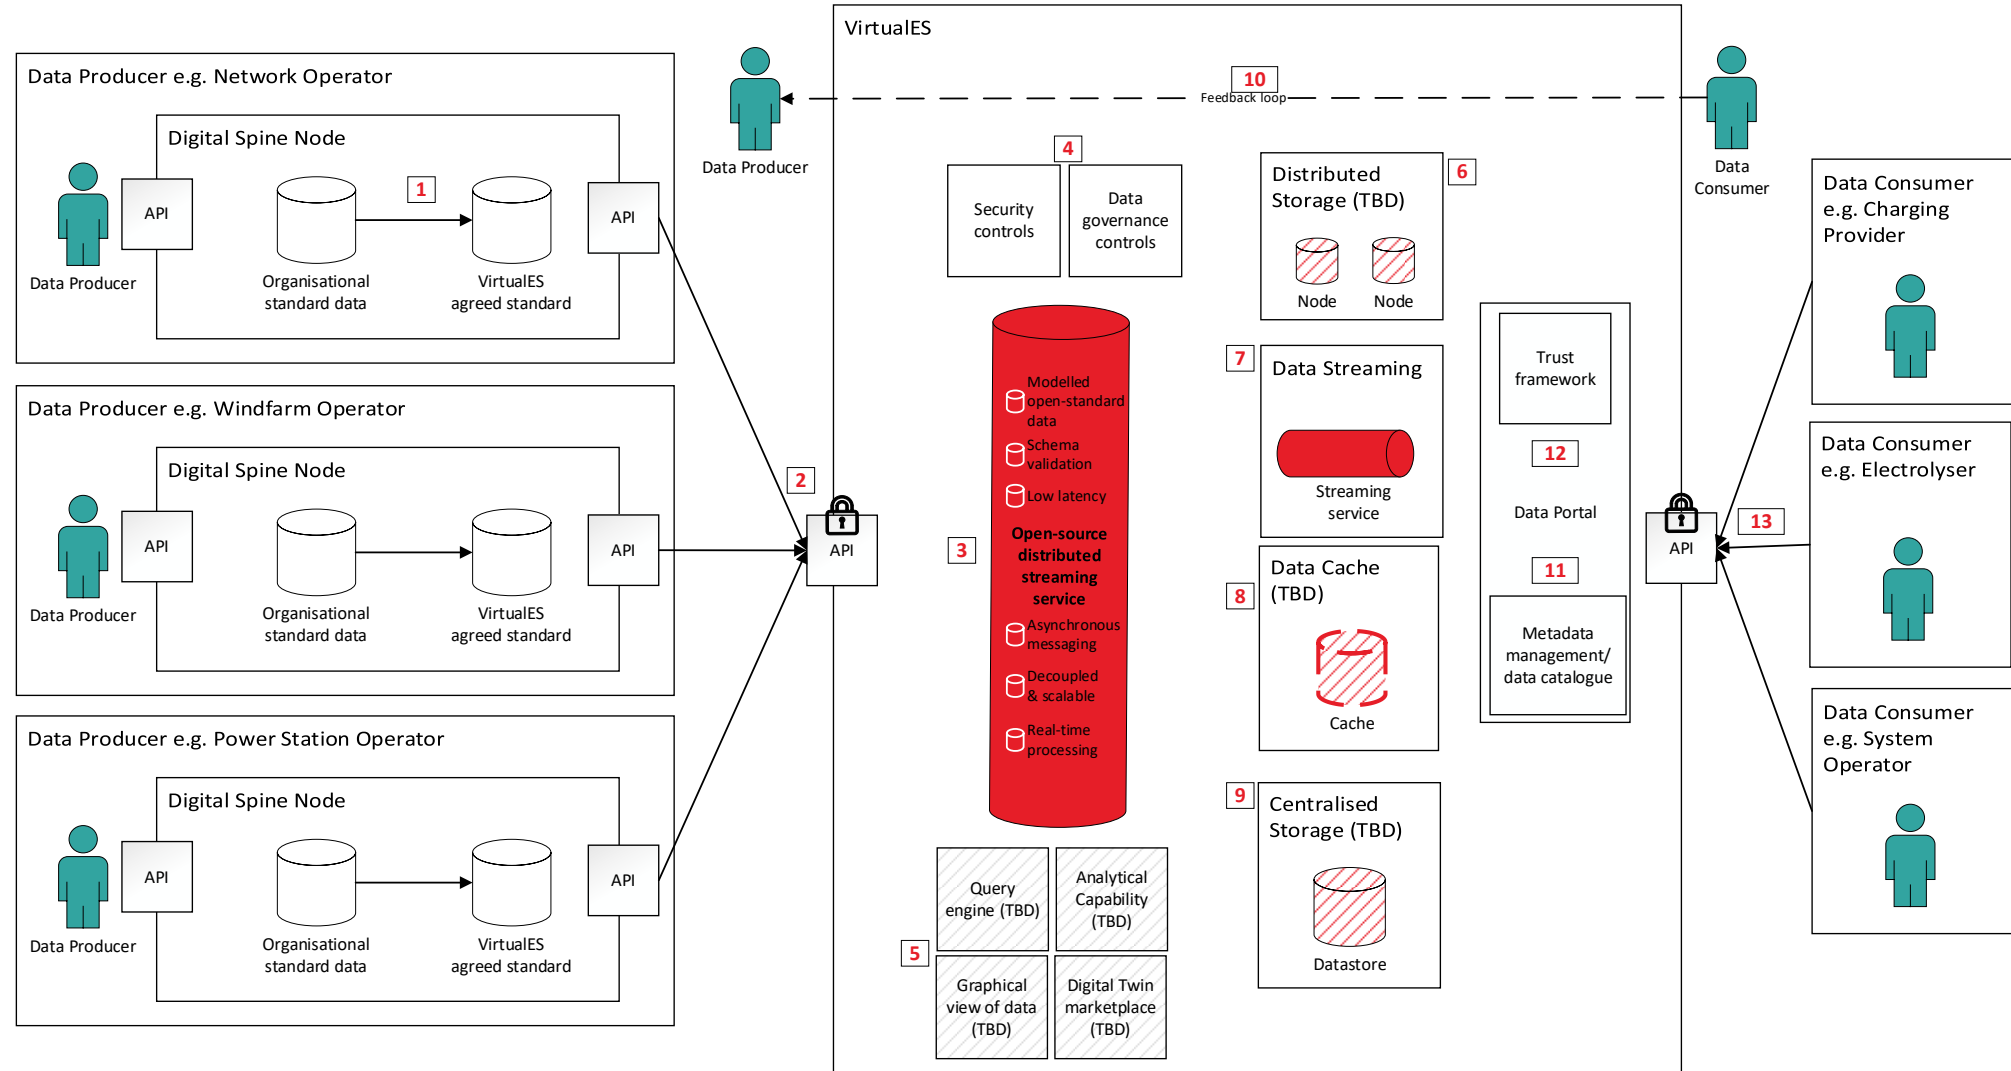 Data Producer e.g. Network Operator
Digital Spine Node
Data Producer
API
Organisational
standard data
1
VirtualES
agreed standard
API
Data Producer e.g. Windfarm Operator
Digital Spine Node
Data Producer
API
Organisational
standard data
VirtualES
agreed standard
API
Data Producer e.g. Power Station Operator
Digital Spine Node
Data Producer
API
Organisational
standard data
VirtualES
agreed standard
API
Data Producer
2
API
VirtualES
10
Feedback loop
4
Security
controls
Data
governance
controls
3
Modelled
open-standard
data
Schema
validation
Low latency
Open-source
distributed
streaming
service
Asynchronous
messaging
Decoupled
& scalable
Real-time
processing
5
Query
engine (TBD)
Analytical
Capability
(TBD)
Graphical
view of data
(TBD)
Digital Twin
marketplace
(TBD)
Distributed
Storage (TBD)
6
Node
Node
7
Data Streaming
Streaming
service
8
Data Cache
(TBD)
Cache
9
Centralised
Storage (TBD)
Datastore
Trust
framework
12
Data Portal
11
Metadata
management/
data catalogue
API
13
Data
Consumer
Data Consumer
e.g. Charging
Provider
Data Consumer
e.g. Electrolyser
Data Consumer
e.g. System
Operator